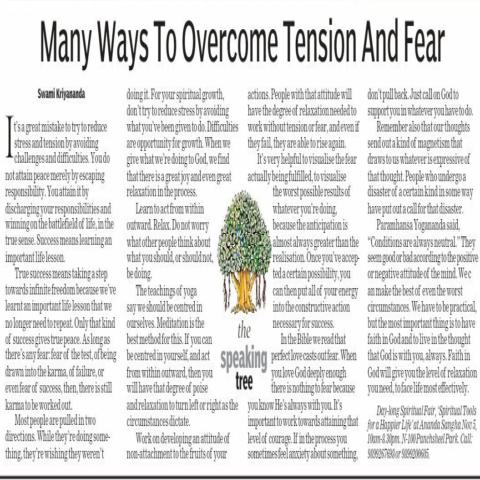 Many Ways To Overcome Tension And Fear
Swami Kriyananda
It's a great mistake to try to reduce
stress and tension by avoiding
challenges and difficulties. You do
not attain peace merely by escaping
responsibility. You attain it by
discharging your responsibilities and
winning on the battlefield of life, in the
true sense. Success means learning an
important life lesson.
True success means taking a step
towards infinite freedom because we've
learnt an important life lesson that we
no longer need to repeat. Only that kind
of success gives true peace. As long as
there's any fear: fear of the test, of being
drawn into the karma, of failure, or
even fear of success, then, there is still
karma to be worked out.
Most people are pulled in two
directions. While they're doing some-
thing, they're wishing they weren't
doing it. For your spiritual growth,
don't try to reduce stress by avoiding
what you've been given to do. Difficulties
are opportunity for growth. When we
give what we're doing to God, we find
that there is a great joy and even great
relaxation in the process.
Learn to act from within
outward. Relax. Do not worry
what other people think about
what you should, or should not,
be doing.
The teachings of yoga
say we should be centred in
ourselves. Meditation is the
best method for this. If you can
be centred in yourself, and act
from within outward, then you
will have that degree of poise
and relaxation to turn left or right as the
circumstances dictate.
Work on developing an attitude of
non-attachment to the fruits of your
the
speaking
tree
actions. People with that attitude will
have the degree of relaxation needed to
work without tension or fear, and even if
they fail, they are able to rise again.
It's very helpful to visualise the fear
actually being fulfilled, to visualise
the worst possible results of
whatever you're doing,
because the anticipation is
almost always greater than the
realisation. Once you've accep-
ted a certain possibility, you
can then put all of your energy
into the constructive action
necessary for success.
In the Bible we read that
perfect love casts out fear. When
you love God deeply enough
there is nothing to fear because
you know He's always with you. It's
important to work towards attaining that
level of courage. If in the process you
sometimes feel anxiety about something,
don't pull back. Just call on God to
support you in whatever you have to do.
Remember also that our thoughts
send out a kind of magnetism that
draws to us whatever is expressive of
that thought. People who undergo a
disaster of a certain kind in some way
have put out a call for that disaster.
Paramhansa Yogananda said,
"Conditions are always neutral." They
seem good or bad according to the positive
or negative attitude of the mind. We c
an make the best of even the worst
circumstances. We have to be practical,
but the most important thing is to have
faith in God and to live in the thought
that God is with you, always. Faith in
God will give you the level of relaxation
you need, to face life most effectively.
Day-long Spiritual Fair, 'Spiritual Tools
for a Happier Life' at Ananda Sangha Nov 5,
10am-8.30pm. N-100 Panchsheel Park. Call:
9899267690 or 9899200605.